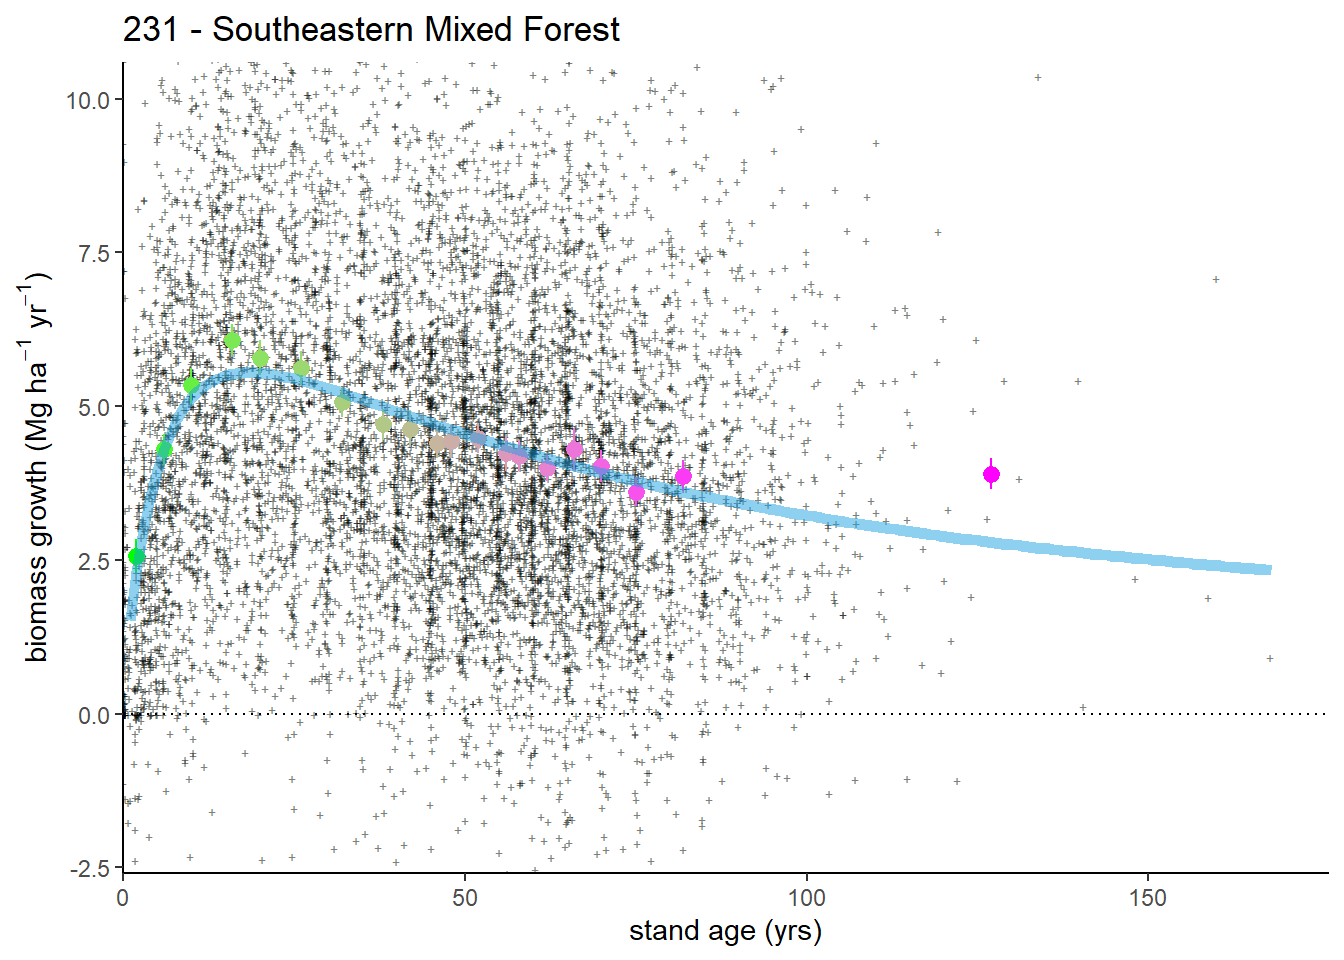 231 - Southeastern Mixed Forest
biomass growth (Mg ha⁻¹ yr⁻¹)
10.0
7.5
5.0
2.5
0.0
-2.5
0 50 100 150
stand age (yrs)